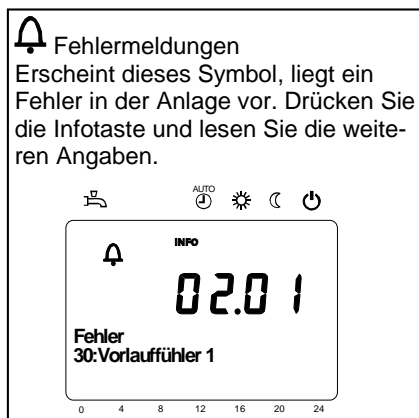 Fehlermeldungen
Erscheint dieses Symbol, liegt ein
Fehler in der Anlage vor. Drücken Sie
die Infotaste und lesen Sie die weite-
ren Angaben.
AUTO
INFO
02.01
Fehler
30:Vorlauffühler 1
0 4 8 12 16 20 24